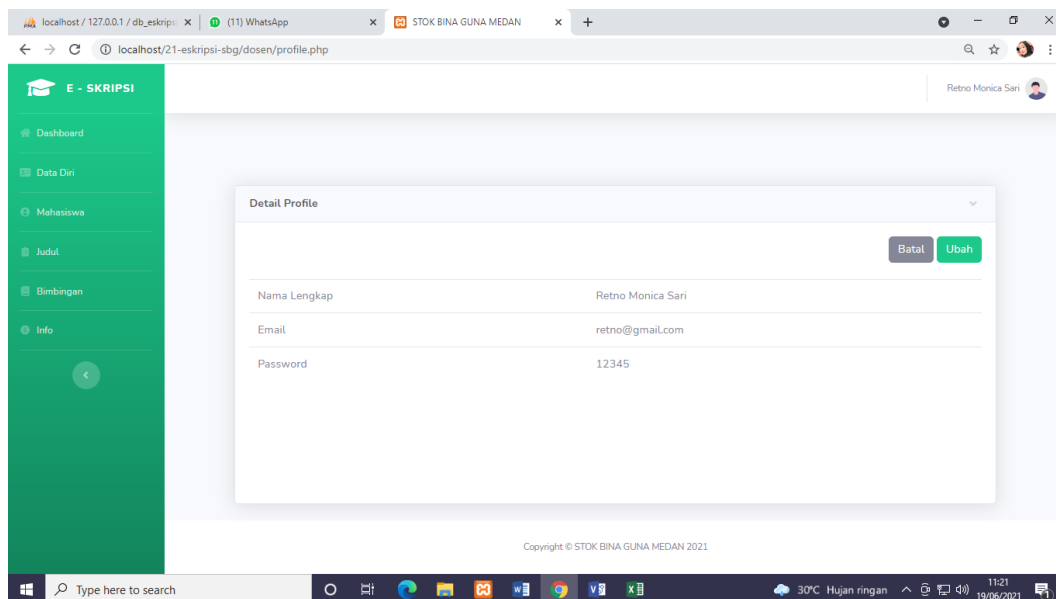 localhost / 127.0.0.1 / db_eskrips
(11) WhatsApp
STOK BINA GUNA MEDAN
localhost/21-eskripsi-sbg/dosen/profile.php
E - SKRIPSI
Retno Monica Sari
Dashboard
Data Diri
Mahasiswa
Judul
Bimbingan
Info
Detail Profile
Batal Ubah
Nama Lengkap Retno Monica Sari
Email retno@gmail.com
Password 12345
Copyright © STOK BINA GUNA MEDAN 2021
Type here to search
30°C Hujan ringan
11:21
19/06/2021